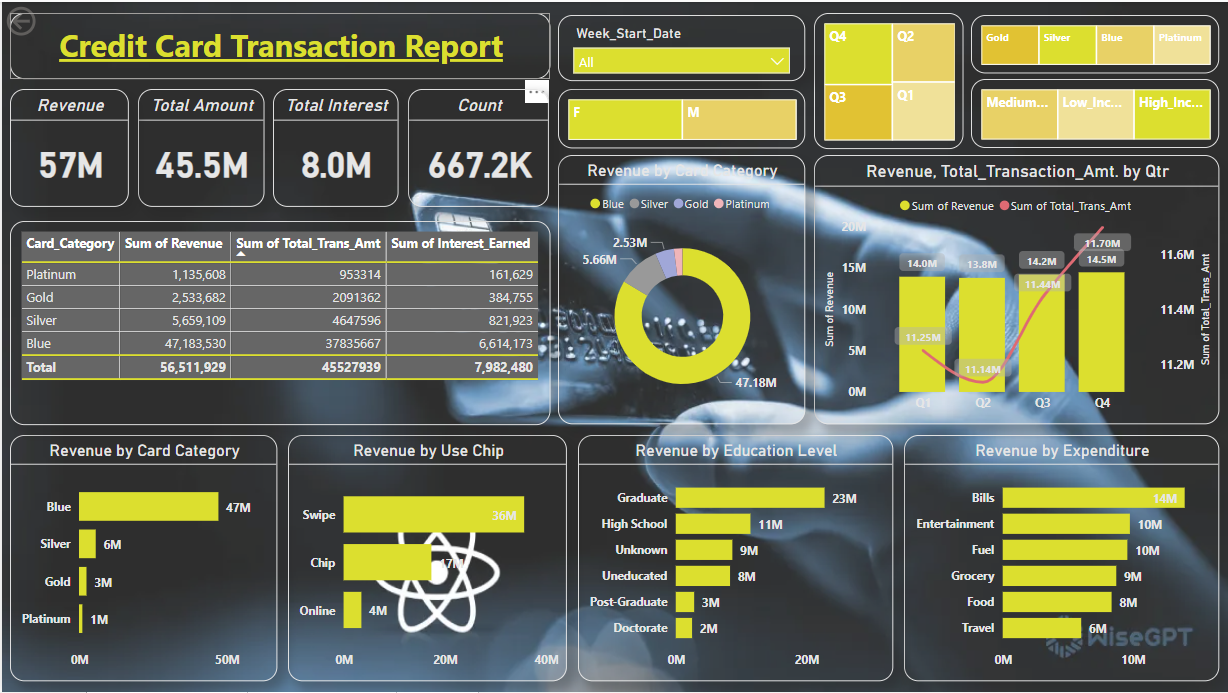 Credit Card Transaction Report
Week_Start_Date
All
Q4
Q2
Q3
Q1
Gold
Silver
Blue
Platinum
F
M
Medium...
Low_Inc...
High_Inc...
Revenue
57M
Total Amount
45.5M
Total Interest
8.0M
Count
667.2K
Card_Category Sum of Revenue Sum of Total_Trans_Amt Sum of Interest_Earned
Platinum 1,135,608 953314 161,629
Gold 2,533,682 2091362 384,755
Silver 5,659,109 4647596 821,923
Blue 47,183,530 37835667 6,614,173
Total 56,511,929 45527939 7,982,480
Revenue by Card Category
Blue Silver Gold Platinum
2.53M
5.66M
47.18M
Revenue, Total_Transaction_Amt. by Qtr
Sum of Revenue Sum of Total_Trans_Amt
Sum of Revenue
20M
15M
10M
5M
0M
14.0M
13.8M
14.2M
14.5M
11.25M
11.14M
11.44M
11.70M
Q1 Q2 Q3 Q4
11.6M
11.4M
11.2M
Sum of Total_Trans_Amt
Revenue by Card Category
Blue 47M
Silver 6M
Gold 3M
Platinum 1M
0M 50M
Revenue by Use Chip
Swipe 36M
Chip 17M
Online 4M
0M 20M 40M
Revenue by Education Level
Graduate 23M
High School 11M
Unknown 9M
Uneducated 8M
Post-Graduate 3M
Doctorate 2M
0M 20M
Revenue by Expenditure
Bills 14M
Entertainment 10M
Fuel 10M
Grocery 9M
Food 8M
Travel 6M
0M 10M
WiseGPT